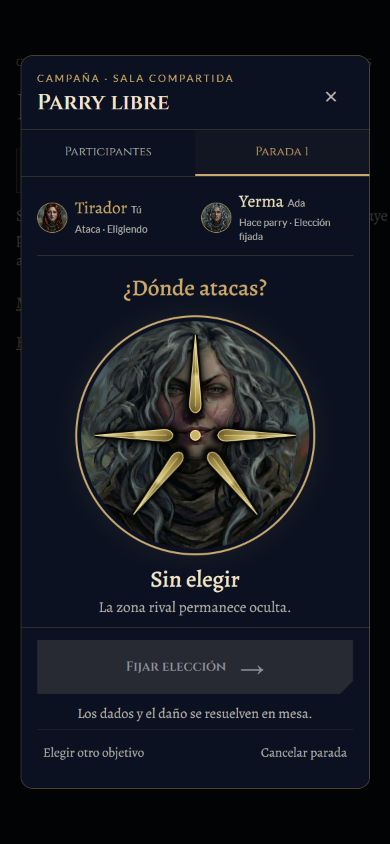 CAMPAÑA · SALA COMPARTIDA
PARRY LIBRE
×
PARTICIPANTES
PARADA 1
Tirador Tú
Ataca · Eligiendo
Yerma Ada
Hace parry · Elección
fijada
¿Dónde atacas?
Sin elegir
La zona rival permanece oculta.
FIJAR ELECCIÓN →
Los dados y el daño se resuelven en mesa.
Elegir otro objetivo
Cancelar parada